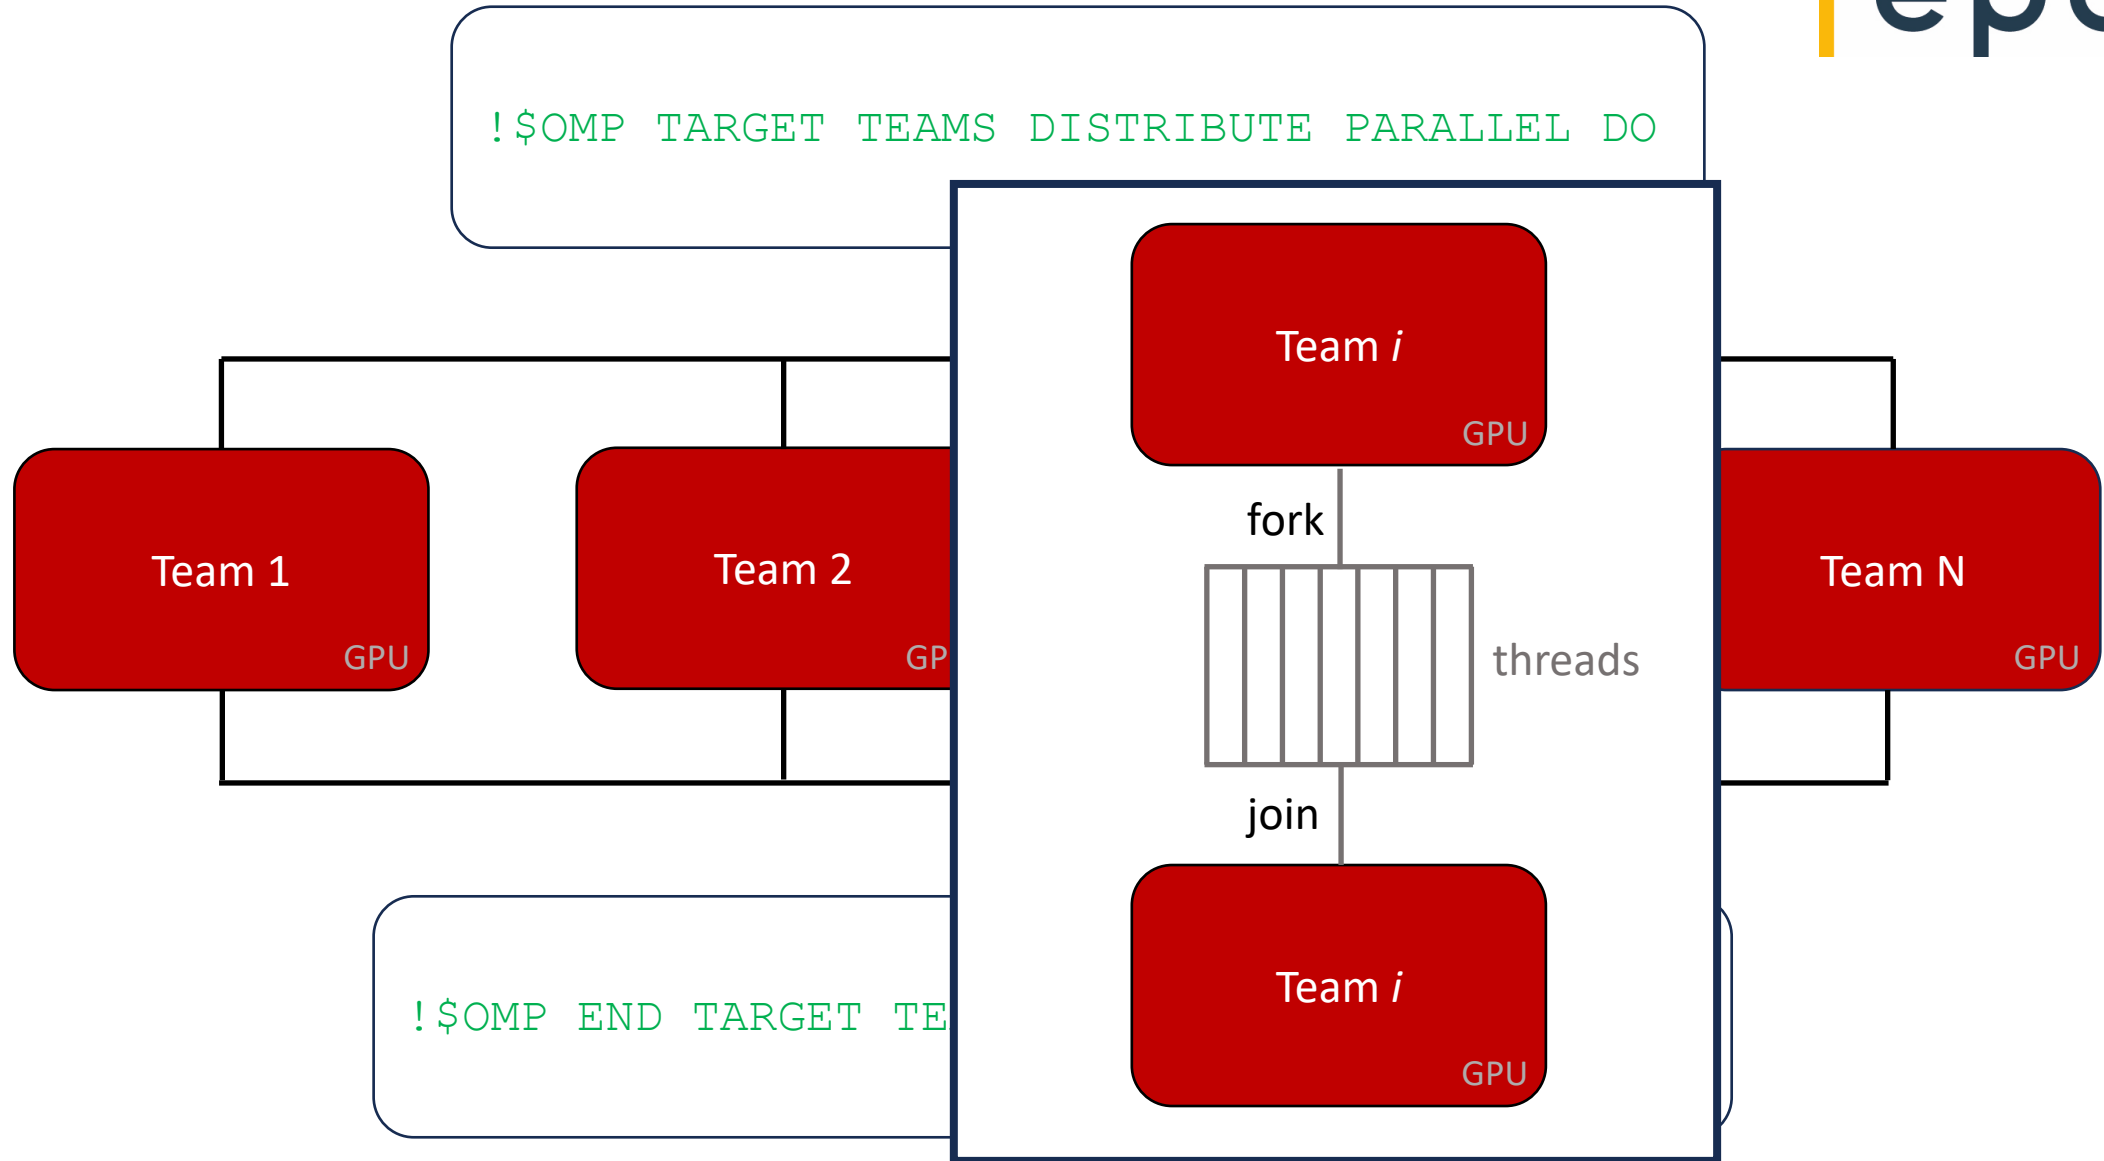 !$OMP TARGET TEAMS DISTRIBUTE PARALLEL DO
Team i
GPU
fork
Team 1
GPU
Team 2
threads
Team N
GPU
join
!$OMP END TARGET
Team i
GPU